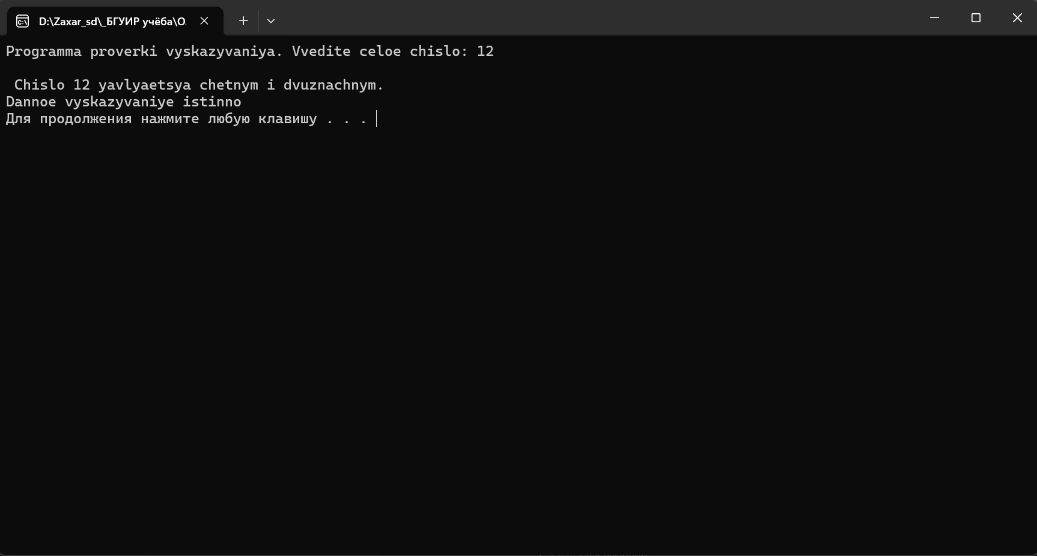 D:\Zaxar_sd\_БГУИР учёба\О
Programma proverki vyskazyvaniya. Vvedite celoe chislo: 12
Chislo 12 yavlyaetsya chetnym i dvuznachnym.
Dannoe vyskazyvaniye istinno
Для продолжения нажмите любую клавишу . . .